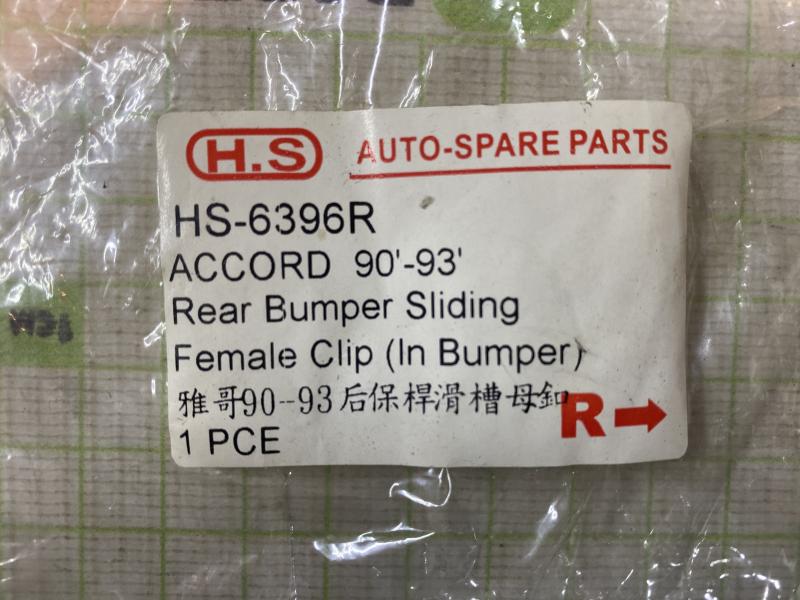 H.S AUTO-SPARE PARTS
HS-6396R
ACCORD 90'-93'
Rear Bumper Sliding
Female Clip (In Bumper)
雅哥90--93后保桿滑槽母釦
R
1 PCE